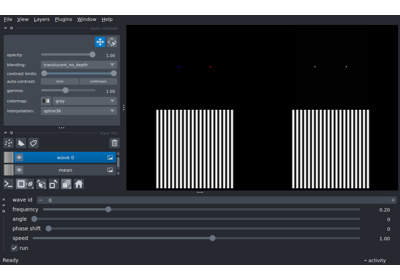 File View Layers Plugins Window Help
opacity: 1.00
blending: translucent_no_depth
contrast limits:
auto-contrast: once continuous
gamma: 1.00
colormap: gray
interpolation: spline36
wave 0
mean
wave id 0
frequency 0.20
angle 0
phase shift 0
speed 1.00
run
Ready activity